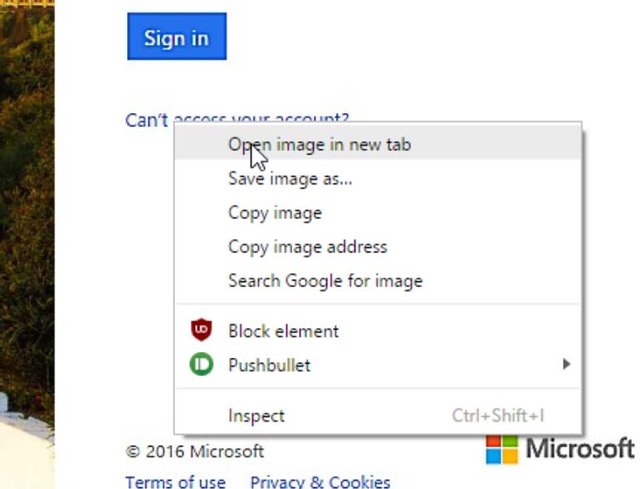 Sign in
Can't access your account?
Open image in new tab
Save image as...
Copy image
Copy image address
Search Google for image
Block element
Pushbullet
Inspect Ctrl+Shift+I
© 2016 Microsoft Microsoft
Terms of use Privacy & Cookies